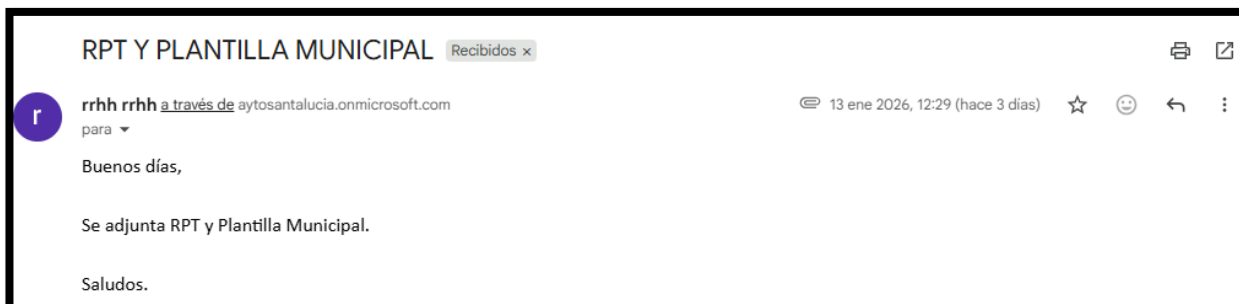 RPT Y PLANTILLA MUNICIPAL Recibidos x
r
rrhh rrhh a través de aytosantalucia.onmicrosoft.com
13 ene 2026, 12:29 (hace 3 días)
para
Buenos días,
Se adjunta RPT y Plantilla Municipal.
Saludos.